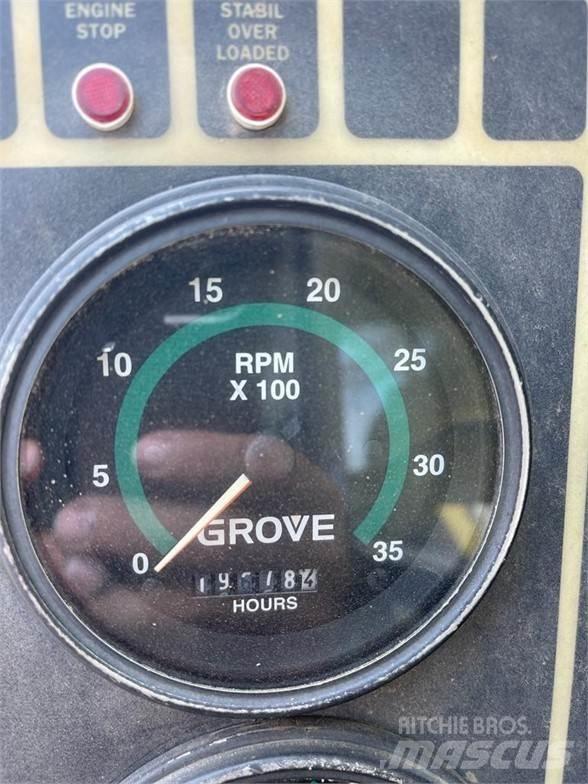 ENGINE
STOP
STABIL
OVER
LOADED
15 20
10 25
RPM
X 100
5 30
GROVE
0 35
HOURS
RITCHIE BROS.
MASCUS